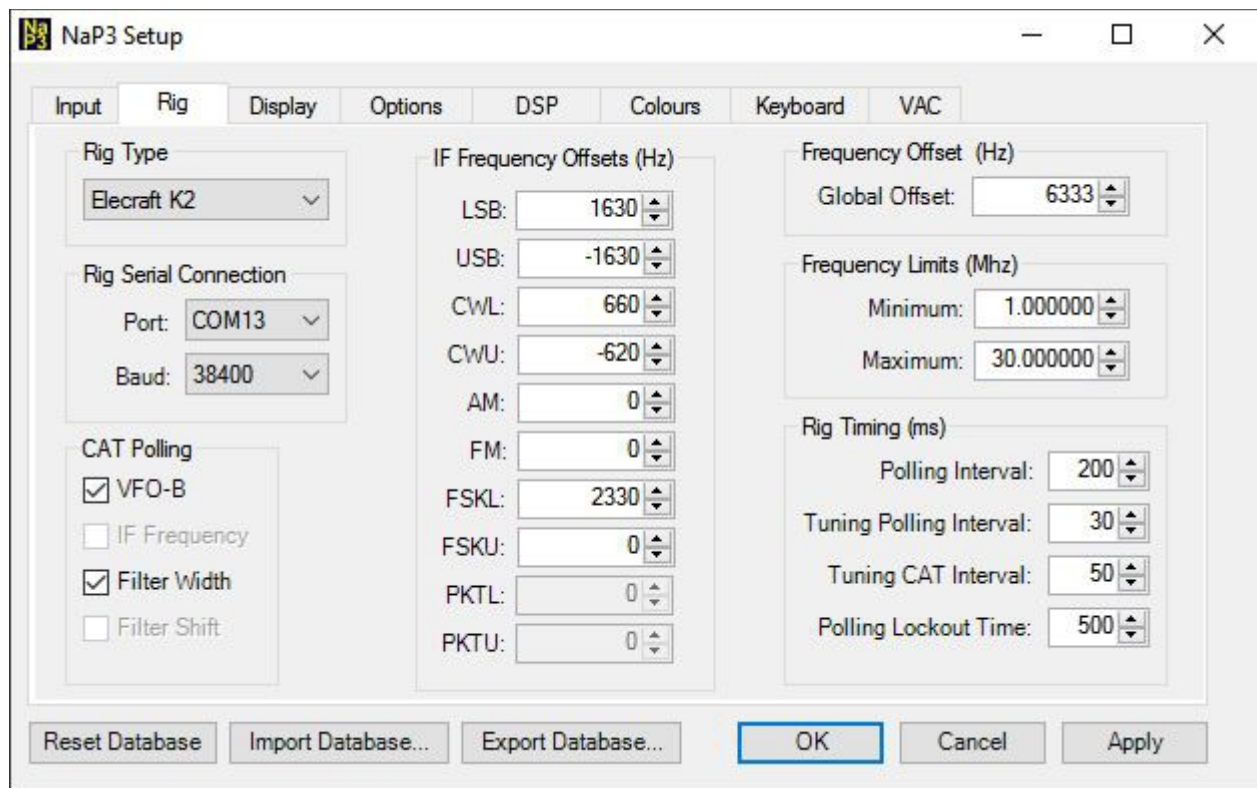 NaP3 NaP3 Setup
Input Rig Display Options DSP Colours Keyboard VAC
Rig Type
Elecraft K2
Rig Serial Connection
Port: COM13
Baud: 38400
CAT Polling
VFO-B
IF Frequency
Filter Width
Filter Shift
IF Frequency Offsets (Hz)
LSB: 1630
USB: -1630
CWL: 660
CWU: -620
AM: 0
FM: 0
FSKL: 2330
FSKU: 0
PKTL: 0
PKTU: 0
Frequency Offset (Hz)
Global Offset: 6333
Frequency Limits (Mhz)
Minimum: 1.000000
Maximum: 30.000000
Rig Timing (ms)
Polling Interval: 200
Tuning Polling Interval: 30
Tuning CAT Interval: 50
Polling Lockout Time: 500
Reset Database Import Database... Export Database... OK Cancel Apply